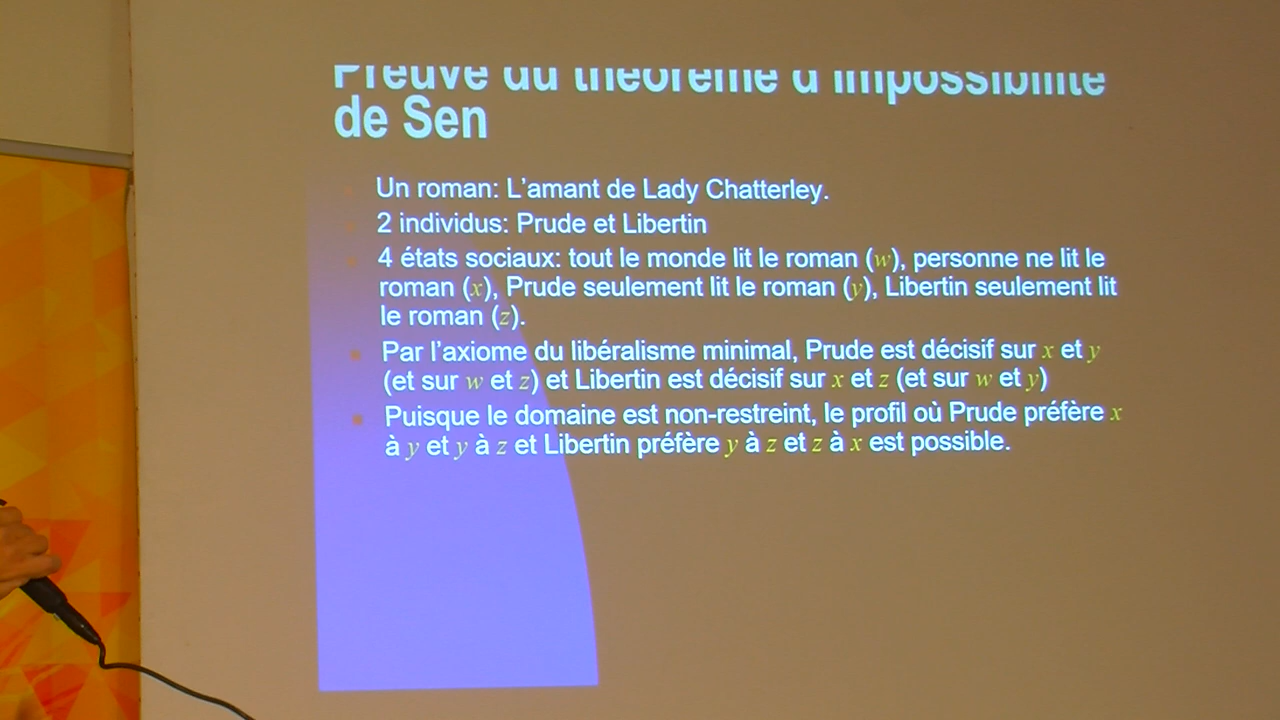 Preuve du théorème d'impossibilité
de Sen
Un roman: L'amant de Lady Chatterley.
2 individus: Prude et Libertin
4 états sociaux: tout le monde lit le roman (w), personne ne lit le
roman (x), Prude seulement lit le roman (y), Libertin seulement lit
le roman (z).
Par l'axiome du libéralisme minimal, Prude est décisif sur x et y
(et sur w et z) et Libertin est décisif sur x et z (et sur w et y)
Puisque le domaine est non-restreint, le profil où Prude préfère x
à y et y à z et Libertin préfère y à z et z à x est possible.